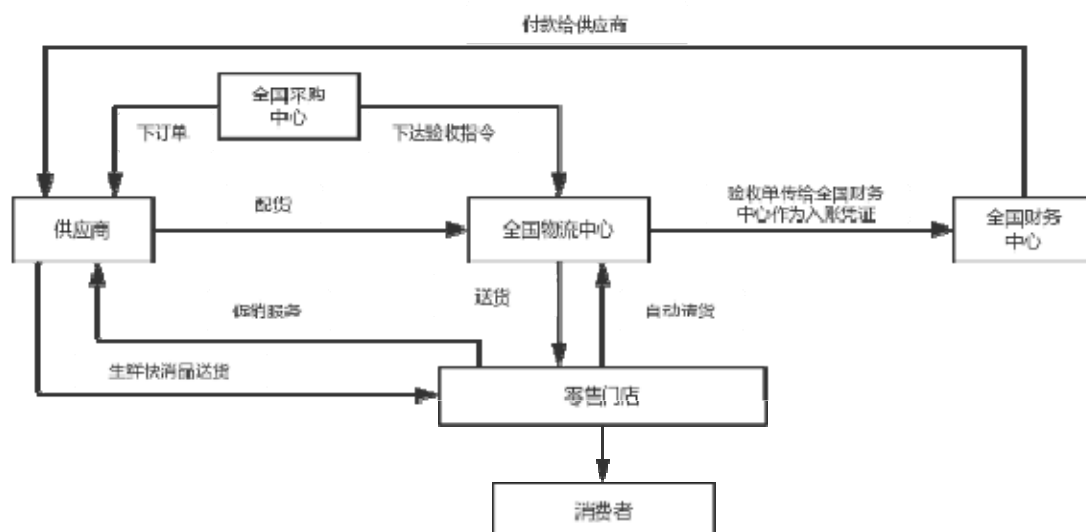 付款给供应商
全国采购
中心
下订单
下达验收指令
供应商
配货
全国物流中心
验收单传给全国财务
中心作为入账凭证
全国财务
中心
促销服务
送货
自动请货
生鲜快消品送货
零售门店
消费者